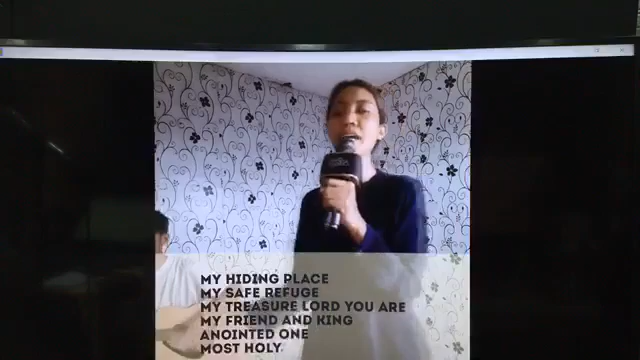 MY HIDING PLACE
MY SAFE REFUGE
MY TREASURE LORD YOU ARE
MY FRIEND AND KING
ANOINTED ONE
MOST HOLY.